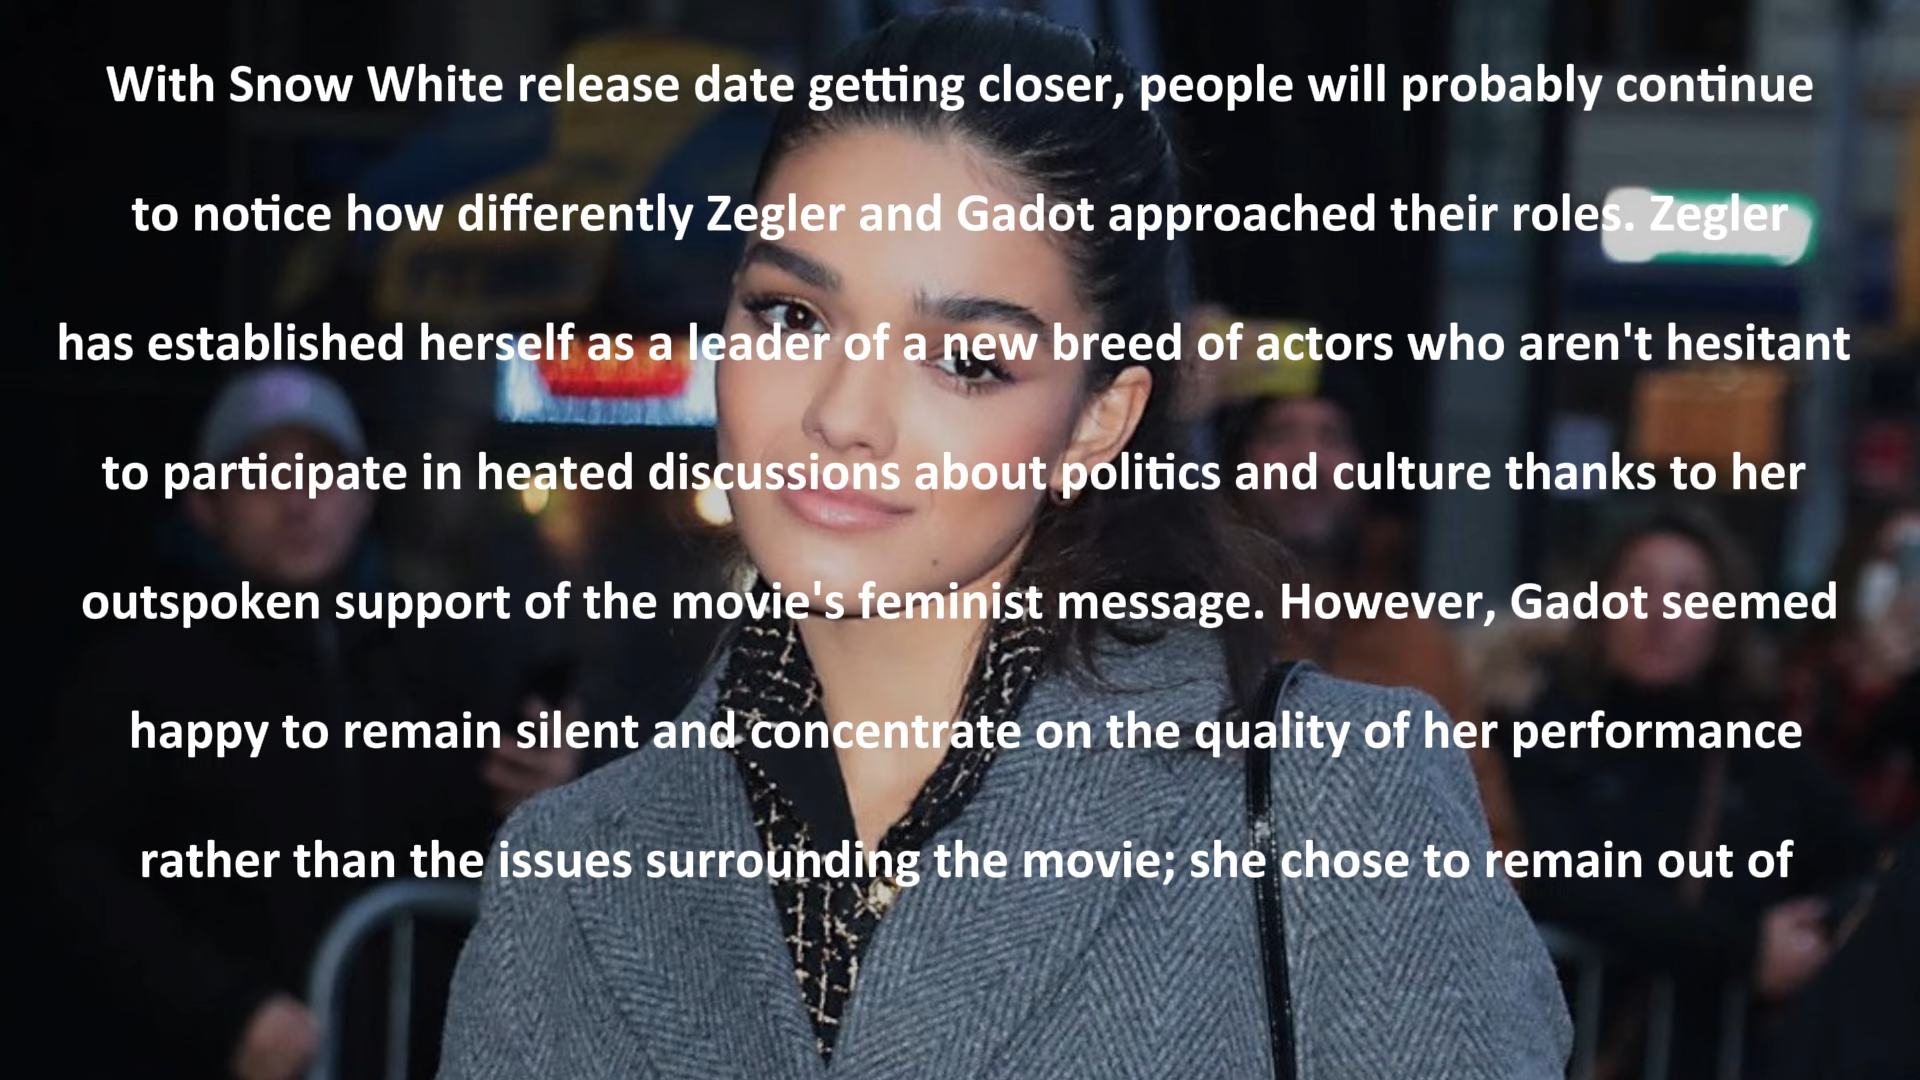 With Snow White release date getting closer, people will probably continue
to notice how differently Zegler and Gadot approached their roles. Zegler
has established herself as a leader of a new breed of actors who aren't hesitant
to participate in heated discussions about politics and culture thanks to her
outspoken support of the movie's feminist message. However, Gadot seemed
happy to remain silent and concentrate on the quality of her performance
rather than the issues surrounding the movie; she chose to remain out of